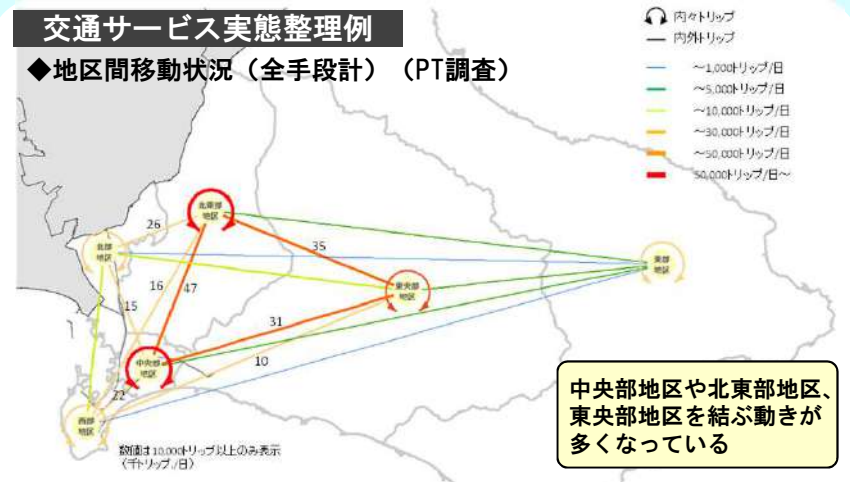 交通サービス実態整理例
◆地区間移動状況（全手段計）（PT調査）
内々トリップ
内外トリップ
～1,000トリップ/日
～5,000トリップ/日
～10,000トリップ/日
～30,000トリップ/日
～50,000トリップ/日
50,000トリップ/日～
北東部
地区
26
北部
地区
35
東部
地区
16
47
東央部
地区
15
31
10
中央部
地区
22
西部
地区
中央部地区や北東部地区、
東央部地区を結ぶ動きが
多くなっている
数値は10,000トリップ以上のみ表示
（千トリップ/日）